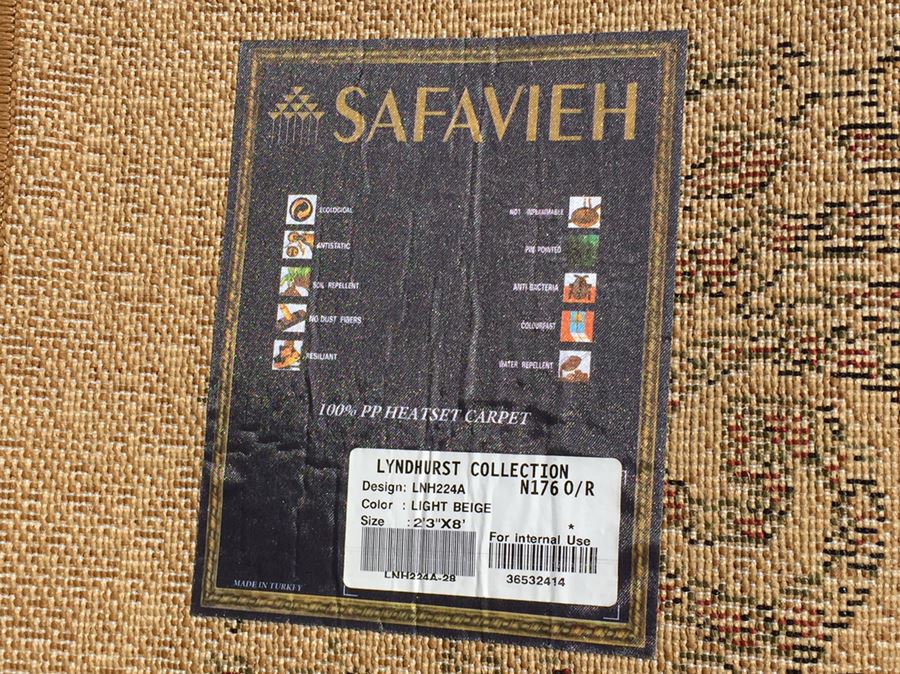 SAFAVIEH
ECOLOGICAL
ANTISTATIC
SOIL REPELLENT
NO DUST FIBERS
RESILIANT
NOT INFLAMMABLE
ANTI-BACTERIA
COLOURFAST
WATER REPELLENT
100% PP HEATSET CARPET
LYNDHURST COLLECTION
Design: LNH224A N176 O/R
Color : LIGHT BEIGE
Size : 2'3"X8' *
For internal Use
LNH224A-28
36532414
MADE IN TURKEY